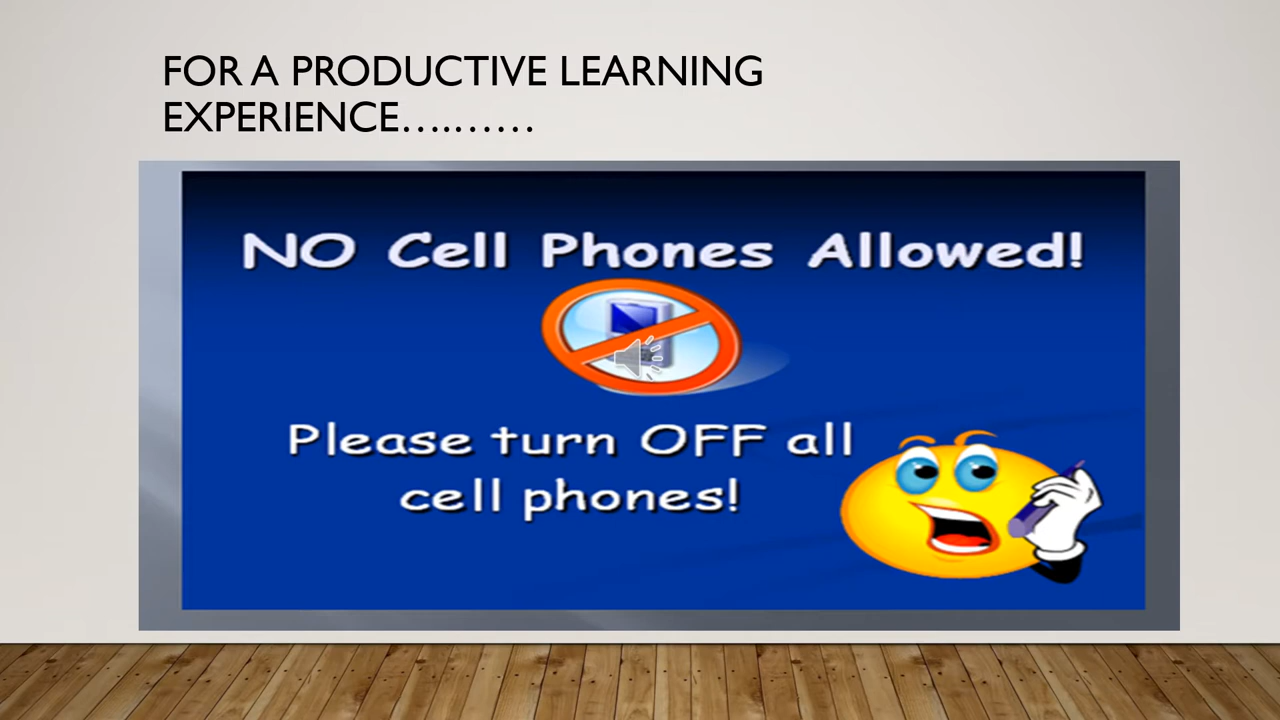 FOR A PRODUCTIVE LEARNING
EXPERIENCE……….
NO Cell Phones Allowed!
Please turn OFF all
cell phones!